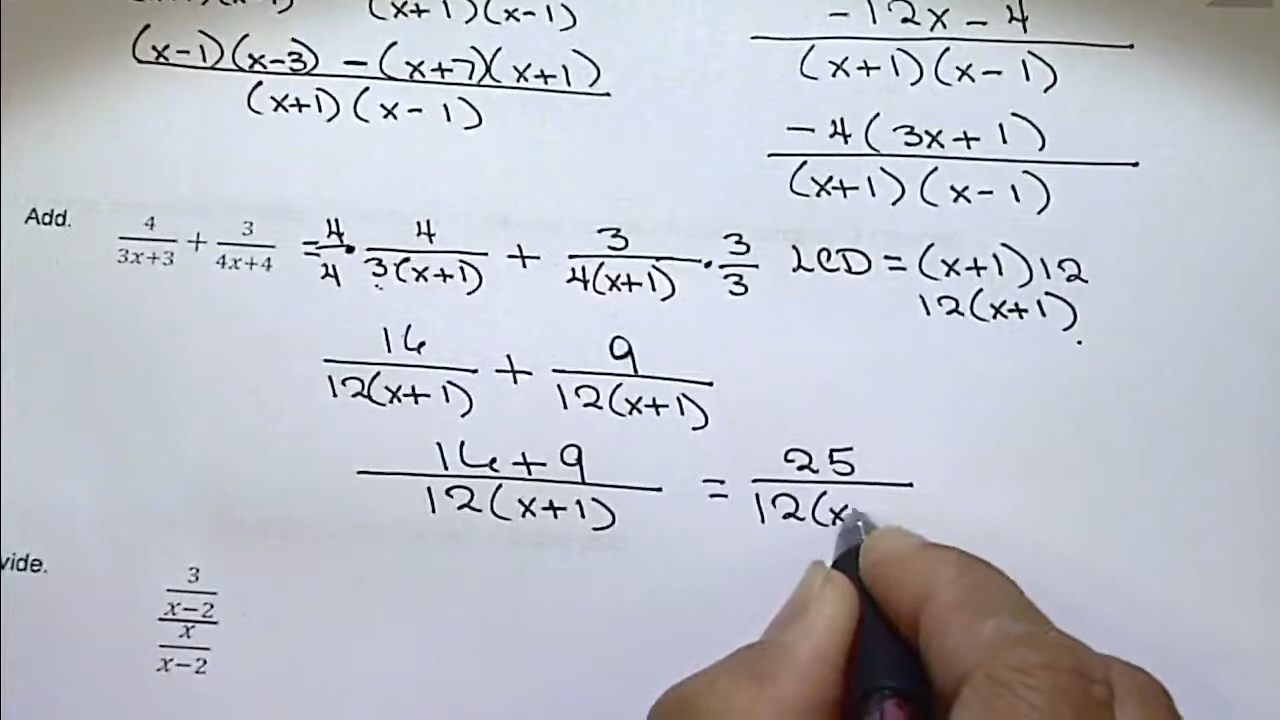 (x+1)(x-1)
(x-1)(x-3) - (x+7)(x+1)
(x+1)(x-1)
-12x - 4
(x+1)(x-1)
-4(3x+1)
(x+1)(x-1)
Add. 4/(3x+3) + 3/(4x+4) = 4/4 · 4/3(x+1) + 3/4(x+1) · 3/3 LCD = (x+1)12
12(x+1)
16/12(x+1) + 9/12(x+1)
16+9/12(x+1) = 25/12(x
vide.
3
x-2
x
x-2